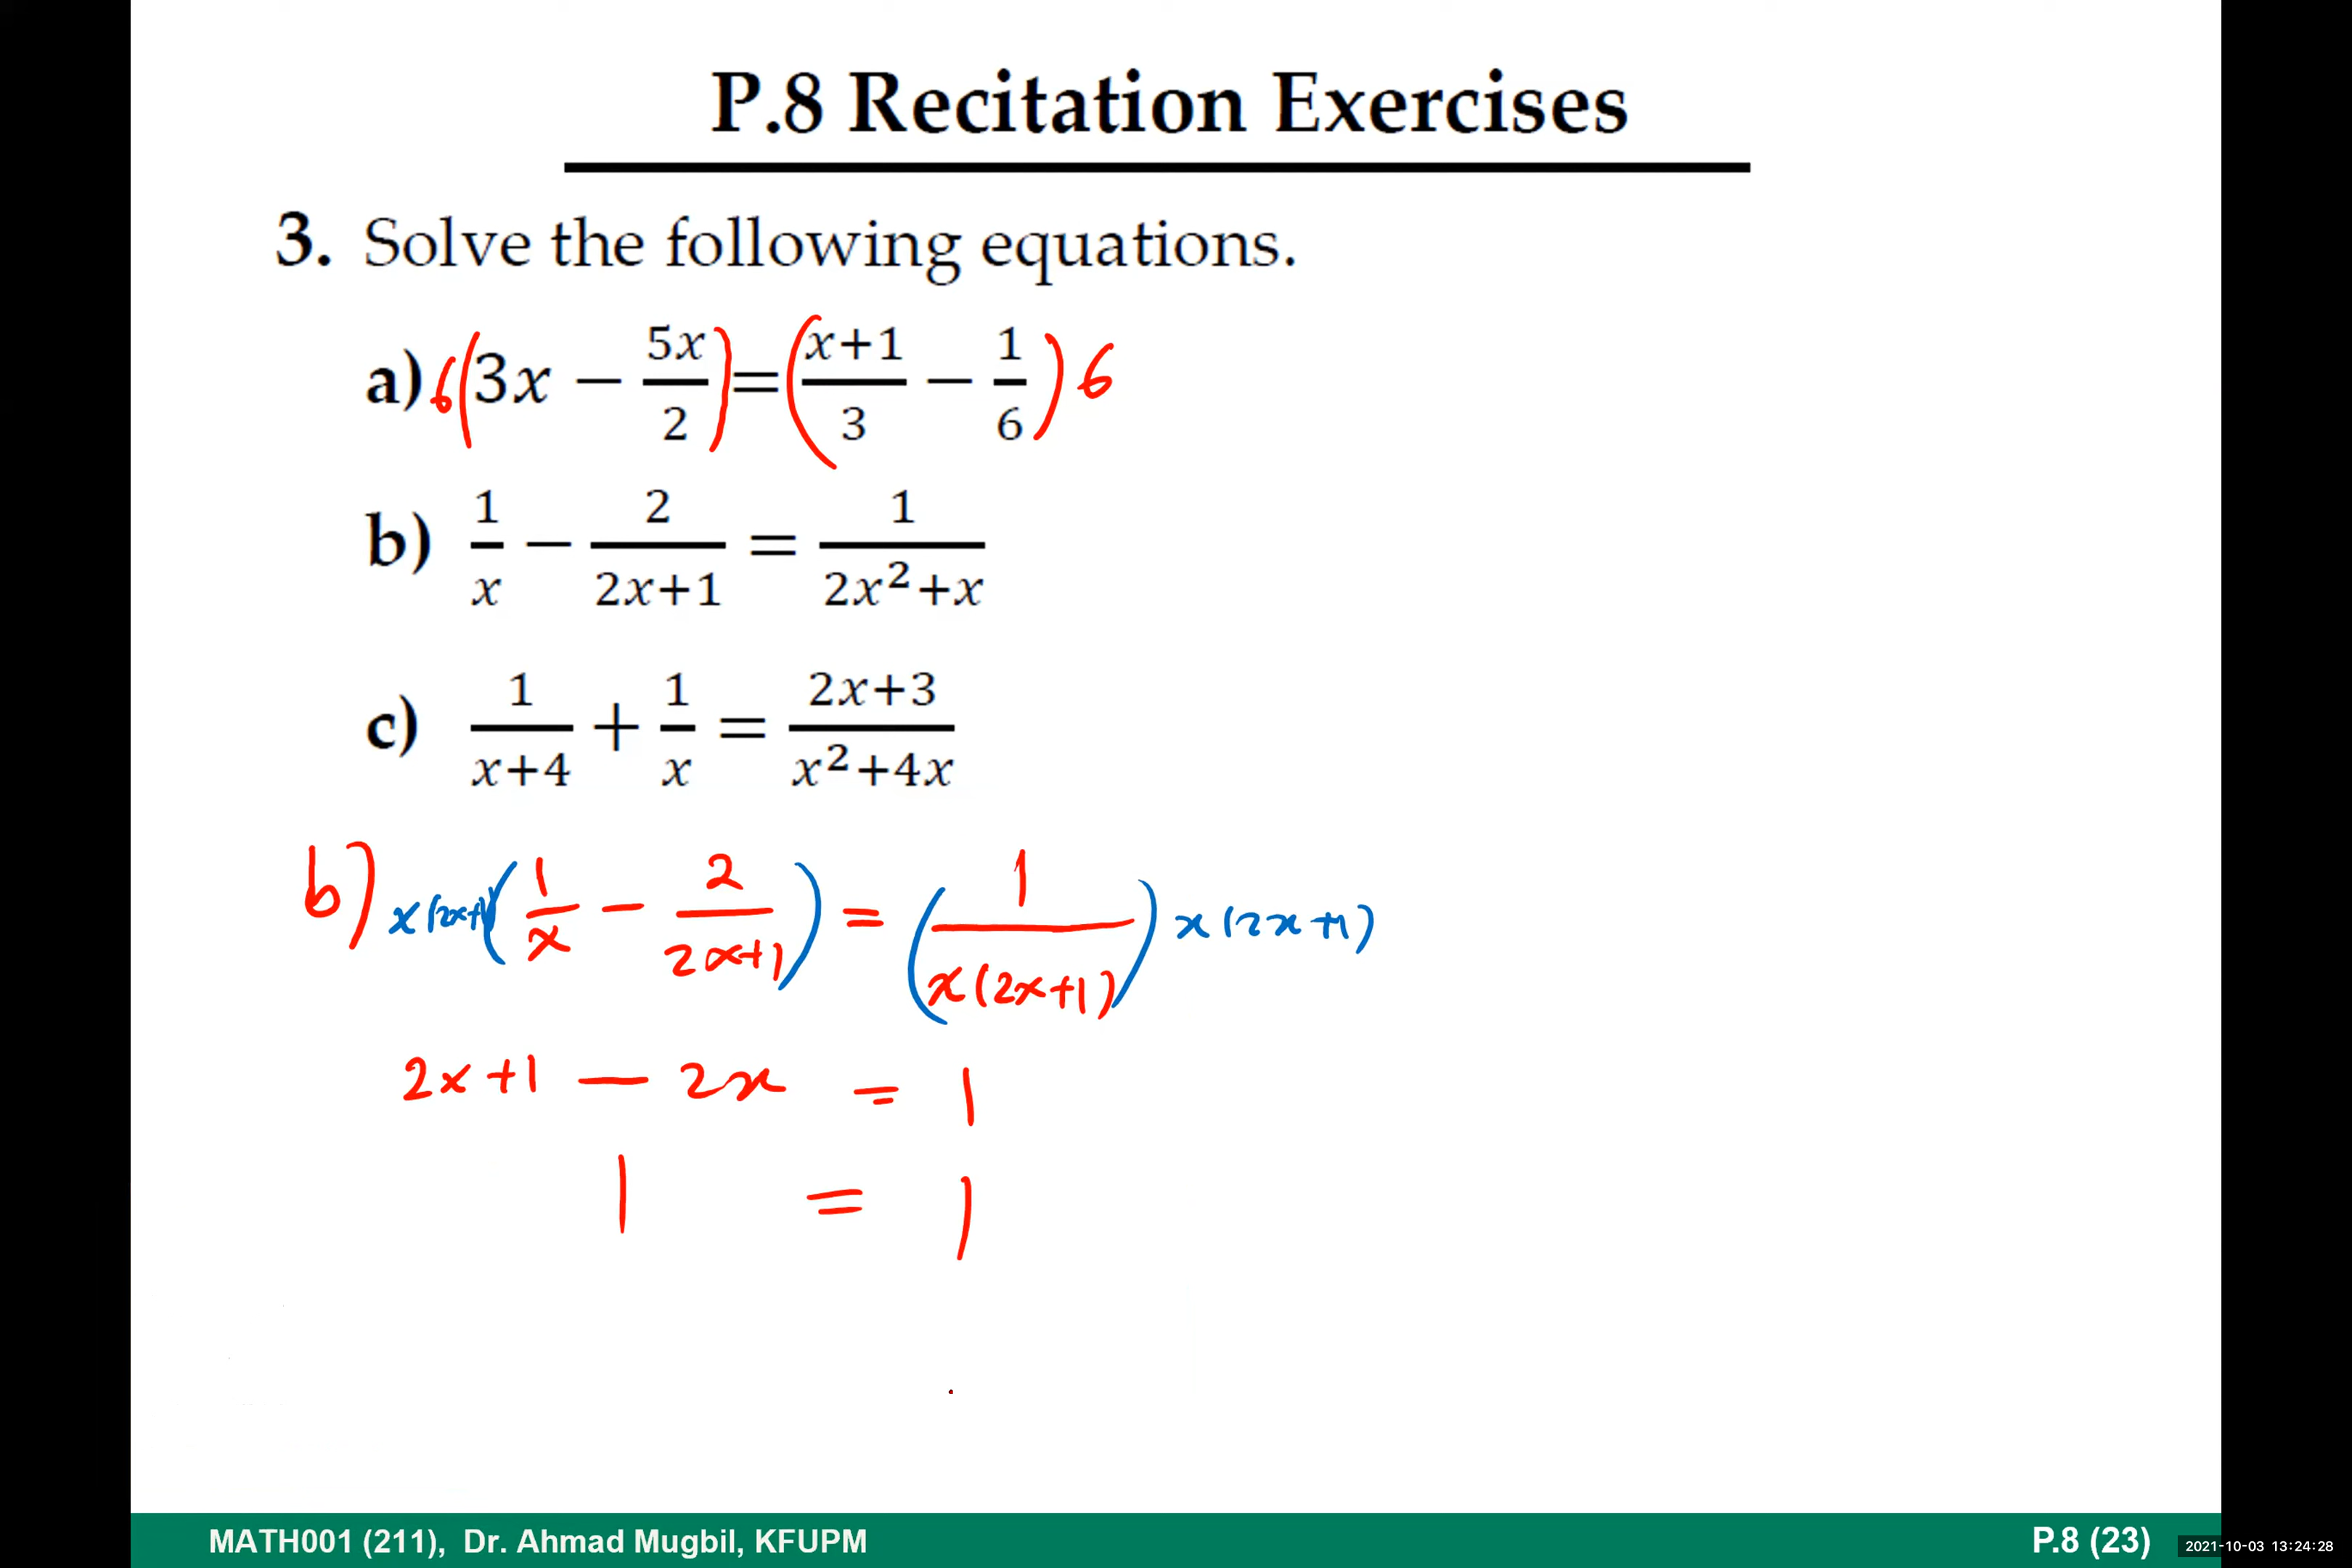 P.8 Recitation Exercises
3. Solve the following equations.
a) 6(3x − 5x/2) = (x+1/3 − 1/6)6
b) 1/x − 2/2x+1 = 1/2x²+x
c) 1/x+4 + 1/x = 2x+3/x²+4x
b) x(2x+1)(1/x − 2/2x+1) = (1/x(2x+1))x(2x+1)
2x+1 − 2x = 1
1 = 1
MATH001 (211), Dr. Ahmad Mugbil, KFUPM P.8 (23) 2021-10-03 13:24:28